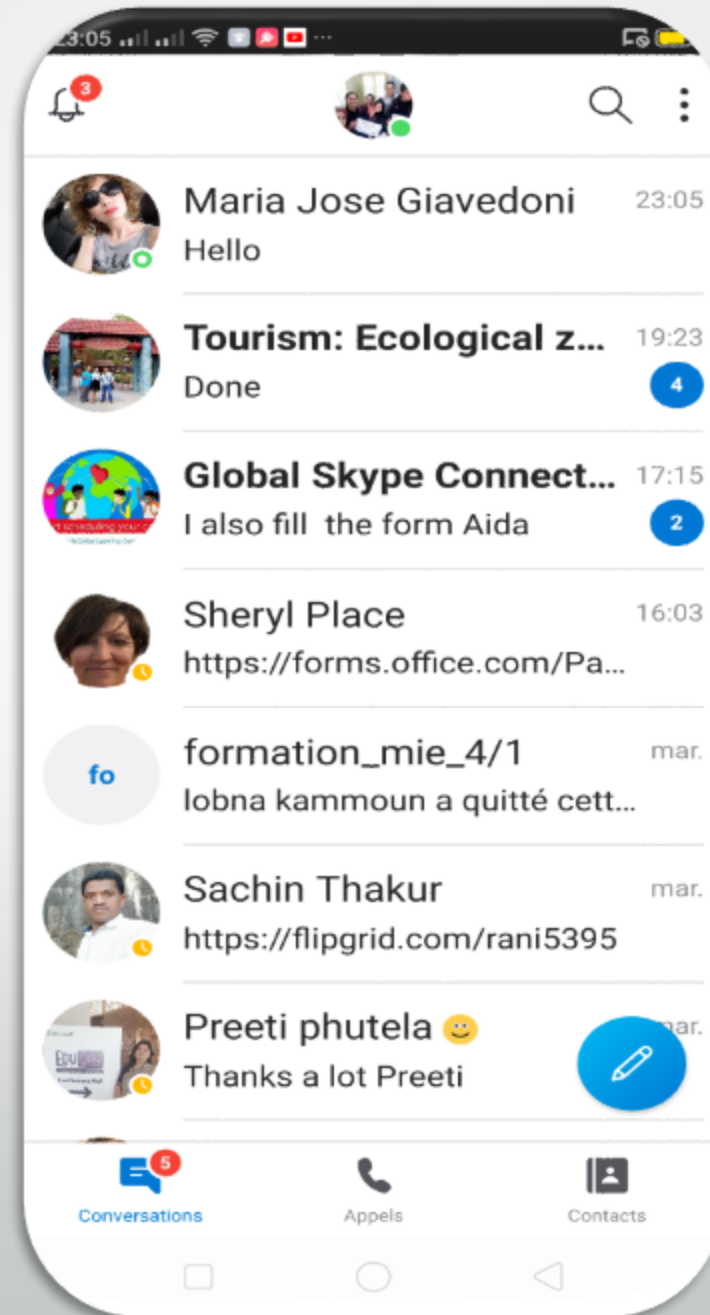 23:05
3
Maria Jose Giavedoni 23:05
Hello
Tourism: Ecological z... 19:23
Done 4
Global Skype Connect... 17:15
I also fill the form Aida 2
Sheryl Place 16:03
https://forms.office.com/Pa...
fo
formation_mie_4/1 mar.
lobna kammoun a quitté cett...
Sachin Thakur mar.
https://flipgrid.com/rani5395
Preeti phutela mar.
Thanks a lot Preeti
5
Conversations Appels Contacts